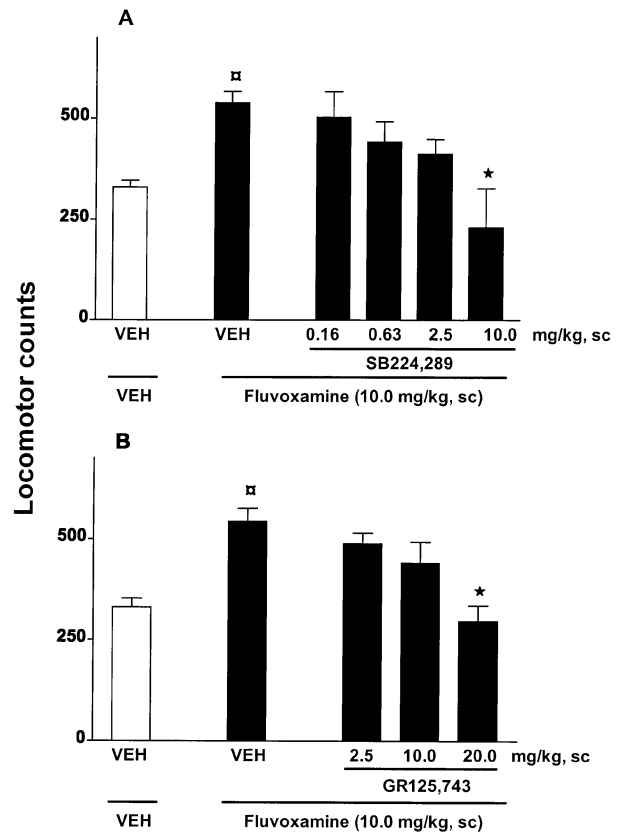 A
¤
★
500
250
0
VEH VEH 0.16 0.63 2.5 10.0 mg/kg, sc
SB224,289
VEH Fluvoxamine (10.0 mg/kg, sc)
Locomotor counts
B
¤
★
500
250
0
VEH VEH 2.5 10.0 20.0 mg/kg, sc
GR125,743
VEH Fluvoxamine (10.0 mg/kg, sc)